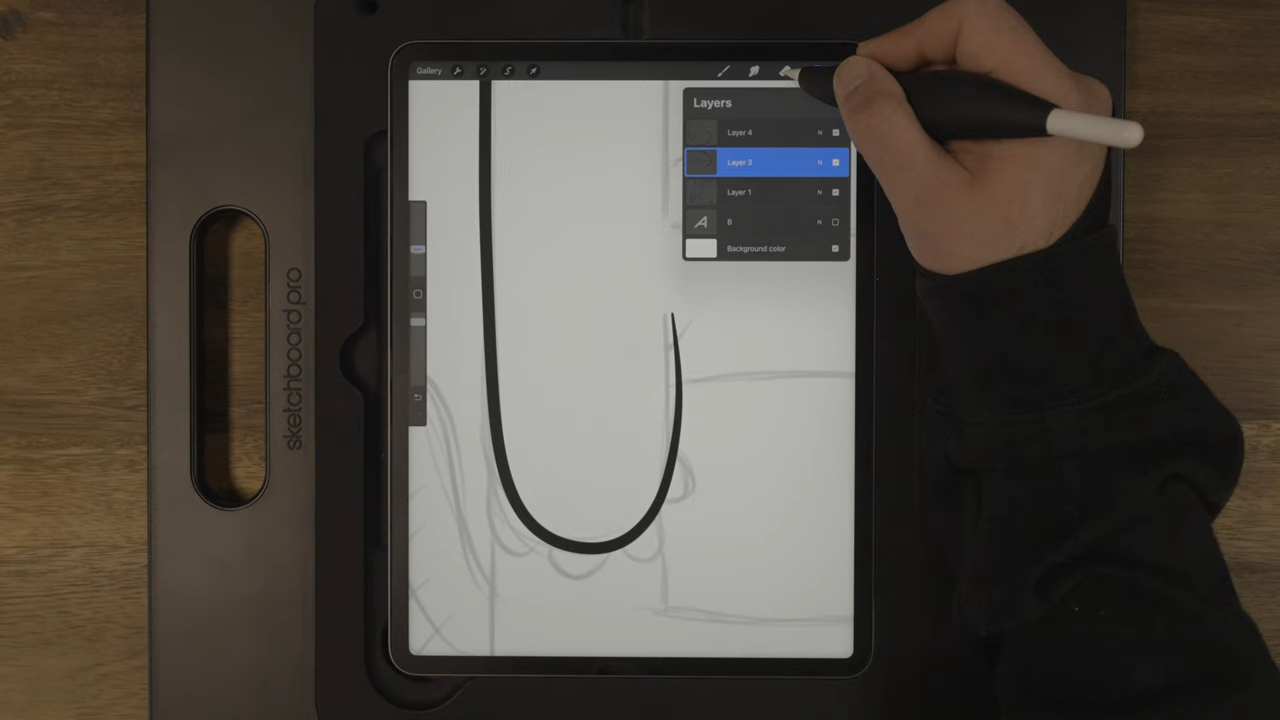 Gallery
Layers
Layer 4 N
Layer 3 N
Layer 1 N
B N
Background color
sketchboard pro